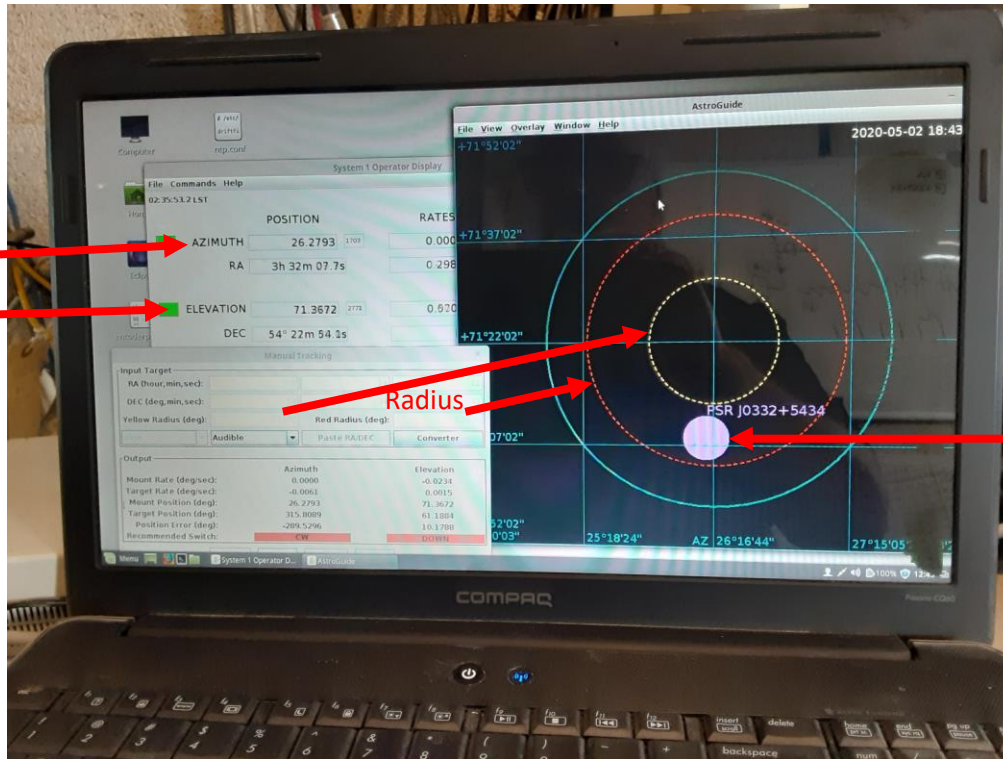 AstroGuide
File View Overlay Window Help
2020-05-02 18:43
+71°52'02"
+71°37'02"
+71°22'02"
PSR J0332+5434
07'02"
52'02"
0'03"
25°18'24"
AZ
26°16'44"
27°15'05"
Computer
ntp.conf
System 1 Operator Display
File Commands Help
02:35:53.2 LST
POSITION
RATES
AZIMUTH
26.2793
0.000
RA
3h 32m 07.7s
0.298
ELEVATION
71.3672
DEC
54° 22m 54.1s
Manual Tracking
Input Target
RA (hour,min,sec):
DEC (deg,min,sec):
Yellow Radius (deg):
Red Radius (deg):
Audible
Paste RA/DEC
Converter
Output
Azimuth
Elevation
Mount Rate (deg/sec):
0.0000
-0.0234
Target Rate (deg/sec):
-0.0061
0.0015
Mount Position (deg):
26.2793
71.3672
Target Position (deg):
315.8089
61.1884
Position Error (deg):
-289.5296
10.1788
Recommended Switch:
CW
DOWN
Radius
Menu
System 1 Operator D...
AstroGuide
100%
COMPAQ
Presario CQ60
insert
delete
home
end
pg up
backspace
num